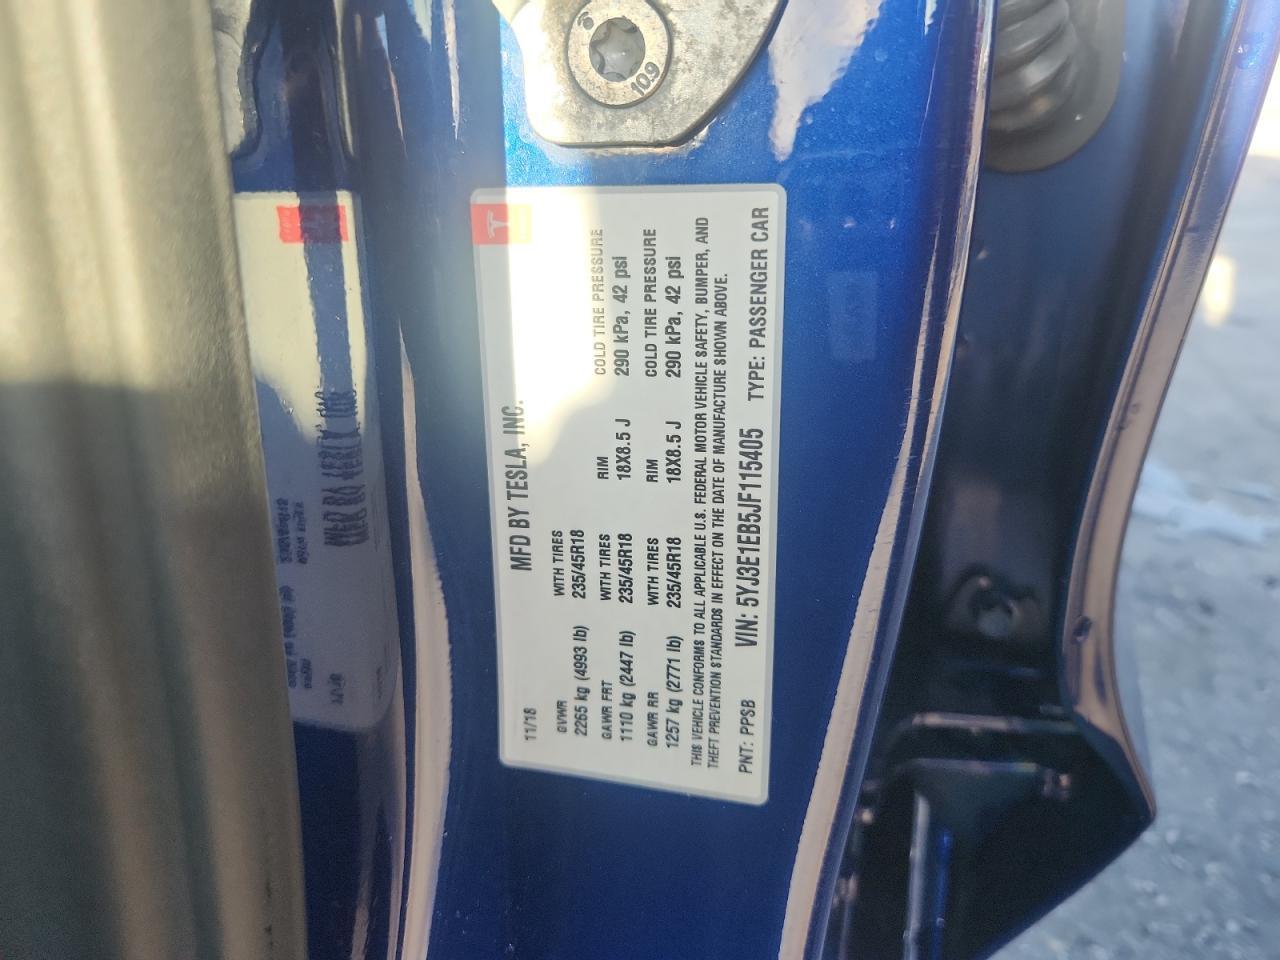 10.9
MFD BY TESLA, INC.
11/18
GVWR WITH TIRES
2265 kg (4993 lb) 235/45R18
GAWR FRT WITH TIRES RIM COLD TIRE PRESSURE
1110 kg (2447 lb) 235/45R18 18X8.5 J 290 kPa, 42 psi
GAWR RR WITH TIRES RIM COLD TIRE PRESSURE
1257 kg (2771 lb) 235/45R18 18X8.5 J 290 kPa, 42 psi
THIS VEHICLE CONFORMS TO ALL APPLICABLE U.S. FEDERAL MOTOR VEHICLE SAFETY, BUMPER, AND
THEFT PREVENTION STANDARDS IN EFFECT ON THE DATE OF MANUFACTURE SHOWN ABOVE.
PNT: PPSB VIN: 5YJ3E1EB5JF115405 TYPE: PASSENGER CAR